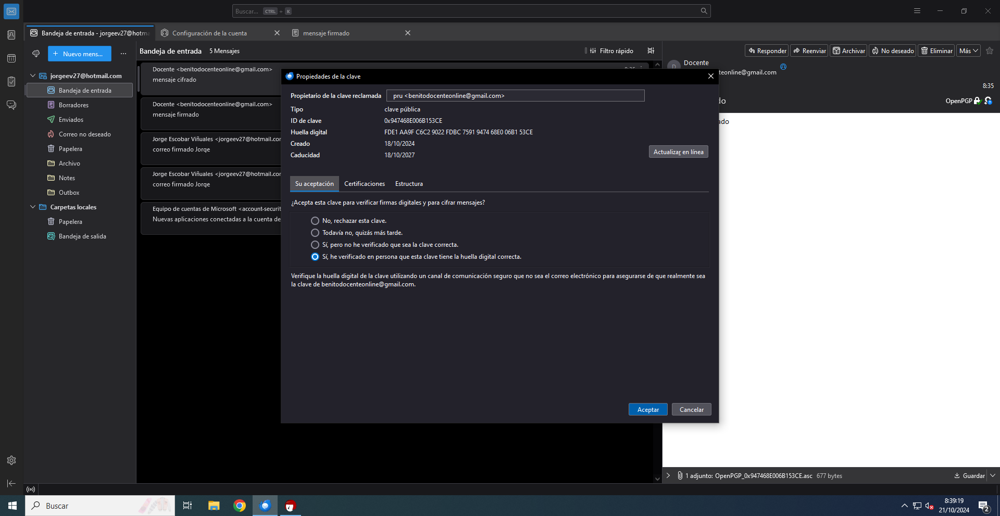 Buscar... CTRL + K
Bandeja de entrada - jorgeev27@hotma
Configuración de la cuenta
mensaje firmado
Nuevo mens...
Bandeja de entrada 5 Mensajes
Filtro rápido
Responder
Reenviar
Archivar
No deseado
Eliminar
Más
jorgeev27@hotmail.com
Bandeja de entrada
Borradores
Enviados
Correo no deseado
Papelera
Archivo
Notes
Outbox
Carpetas locales
Papelera
Bandeja de salida
Docente <benitodocenteonline@gmail.com>
8:35
mensaje cifrado
Docente <benitodocenteonline@gmail.com>
mensaje firmado
Jorge Escobar Viñuales <jorgeev27@hotmail.cor
correo firmado Jorge
Jorge Escobar Viñuales <jorgeev27@hotmail.cor
correo firmado Jorge
Equipo de cuentas de Microsoft <account-securit
Nuevas aplicaciones conectadas a la cuenta de
Propiedades de la clave
Propietario de la clave reclamada pru <benitodocenteonline@gmail.com>
Tipo clave pública
ID de clave 0x947468E006B153CE
Huella digital FDE1 AA9F C6C2 9022 FDBC 7591 9474 68E0 06B1 53CE
Creado 18/10/2024
Caducidad 18/10/2027
Actualizar en línea
Su aceptación Certificaciones Estructura
¿Acepta esta clave para verificar firmas digitales y para cifrar mensajes?
No, rechazar esta clave.
Todavía no, quizás más tarde.
Sí, pero no he verificado que sea la clave correcta.
Sí, he verificado en persona que esta clave tiene la huella digital correcta.
Verifique la huella digital de la clave utilizando un canal de comunicación seguro que no sea el correo electrónico para asegurarse de que realmente sea
la clave de benitodocenteonline@gmail.com.
Aceptar Cancelar
D
Docente
teonline@gmail.com
8:35
do
OpenPGP
ado
1 adjunto: OpenPGP_0x947468E006B153CE.asc 677 bytes
Guardar
Buscar
8:39:19
21/10/2024
2